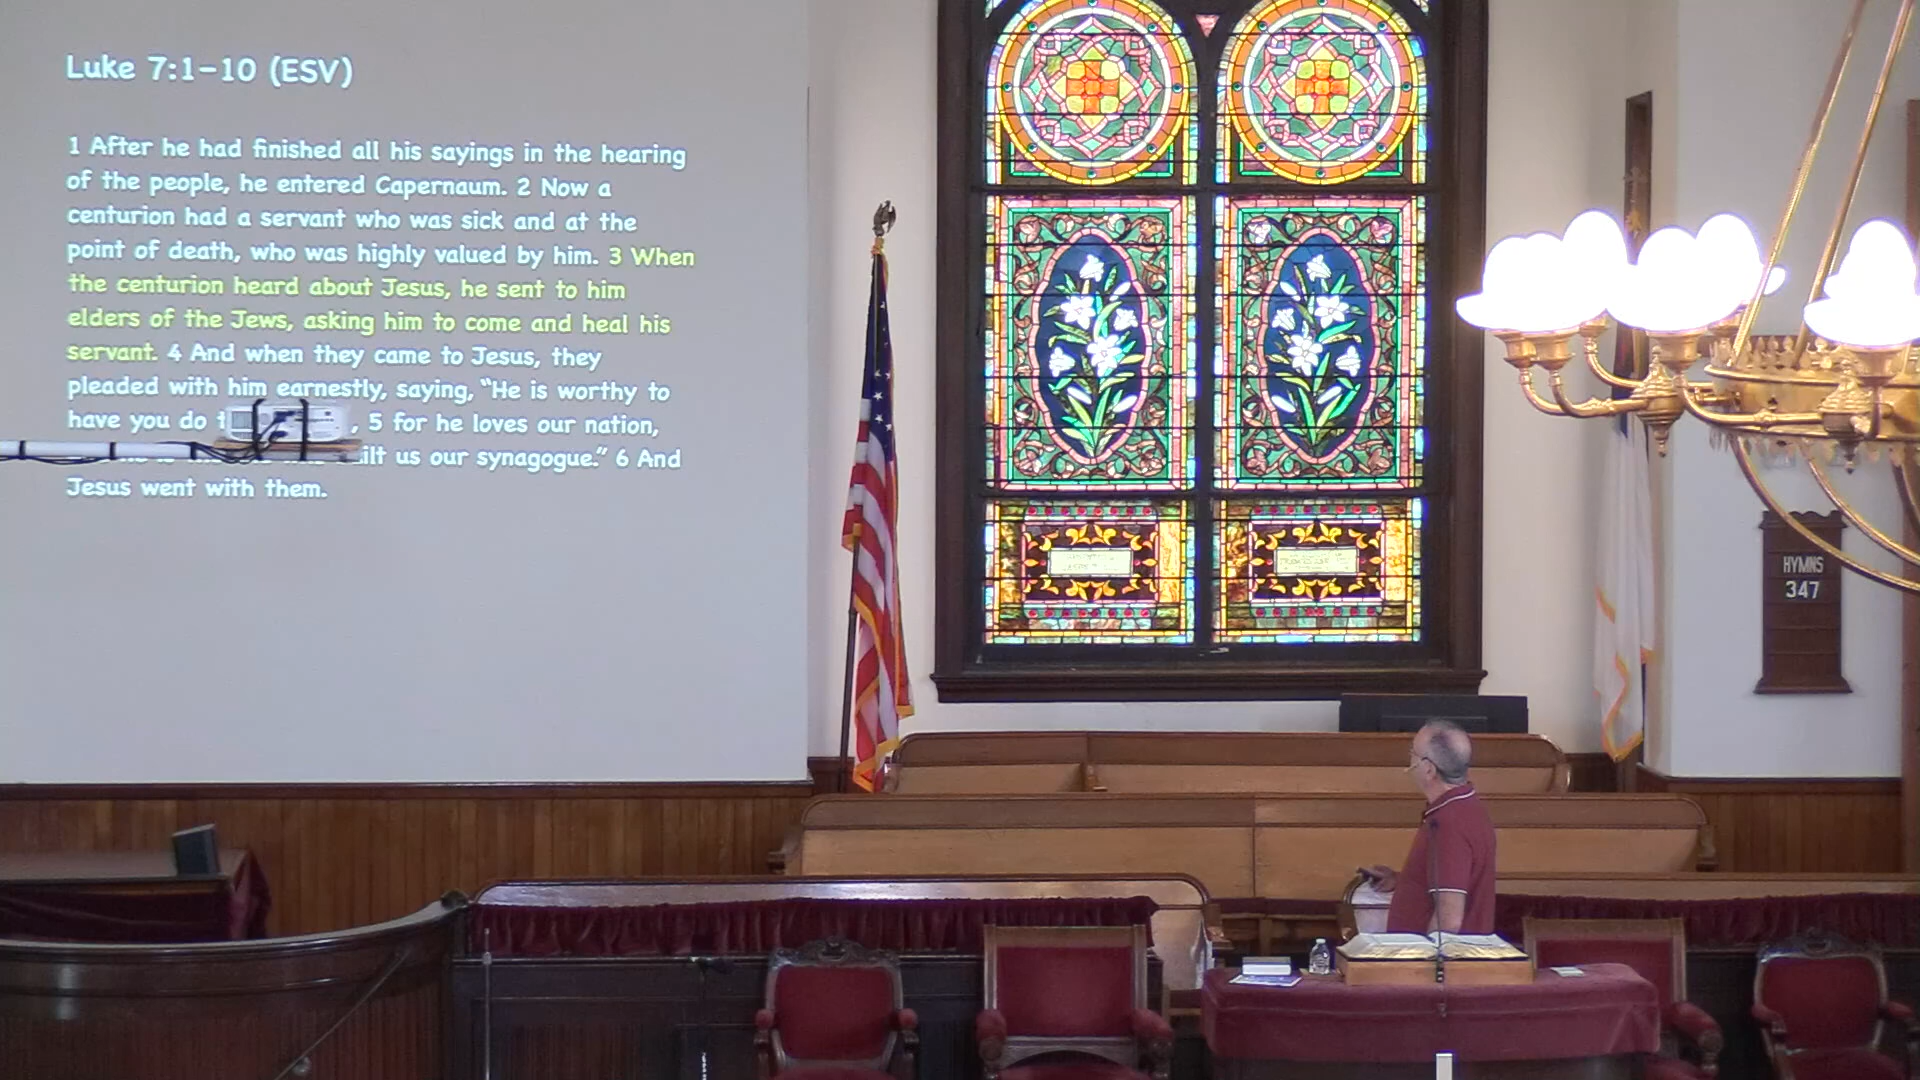 Luke 7:1–10 (ESV)
1 After he had finished all his sayings in the hearing
of the people, he entered Capernaum. 2 Now a
centurion had a servant who was sick and at the
point of death, who was highly valued by him. 3 When
the centurion heard about Jesus, he sent to him
elders of the Jews, asking him to come and heal his
servant. 4 And when they came to Jesus, they
pleaded with him earnestly, saying, “He is worthy to
have you do , 5 for he loves our nation,
us our synagogue.” 6 And
Jesus went with them.
HYMNS
347